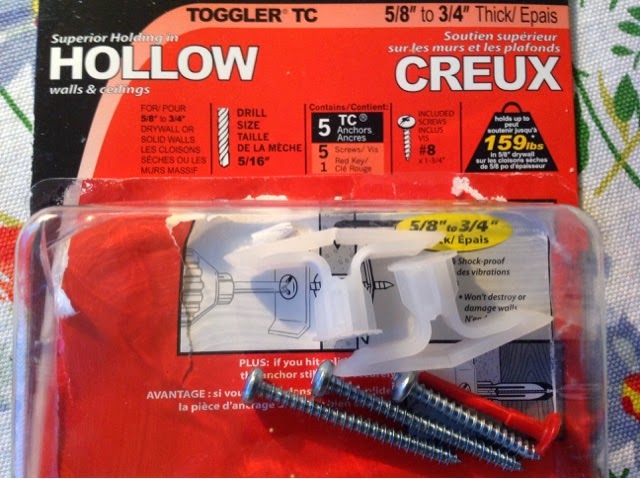 TOGGLER® TC
5/8" to 3/4" Thick/ Epais
Superior Holding in
HOLLOW
walls & ceilings
Soutien supérieur
sur les murs et les plafonds
CREUX
FOR/ POUR
5/8" to 3/4"
DRYWALL OR
SOLID WALLS
LES CLOISONS
SÈCHES OU LES
MURS MASSIF
DRILL
SIZE
TAILLE
DE LA MÈCHE
5/16"
Contains/Contient:
5 TC® Anchors
Ancres
5 Screws/ Vis
1 Red Key/
Clé Rouge
INCLUDED
SCREWS
INCLUS
VIS
#8
x 1-3/4"
holds up to
peut
soutenir jusqu'à
159lbs
in 5/8" drywall
sur les cloisons sèches
de 5/8 po d'épaisseur
5/8" to 3/4"
/ Épais
Shock-proof
des vibrations
• Won't destroy or
damage walls
PLUS: if you hit
anchor
AVANTAGE : si vou
la pièce d'ancrage